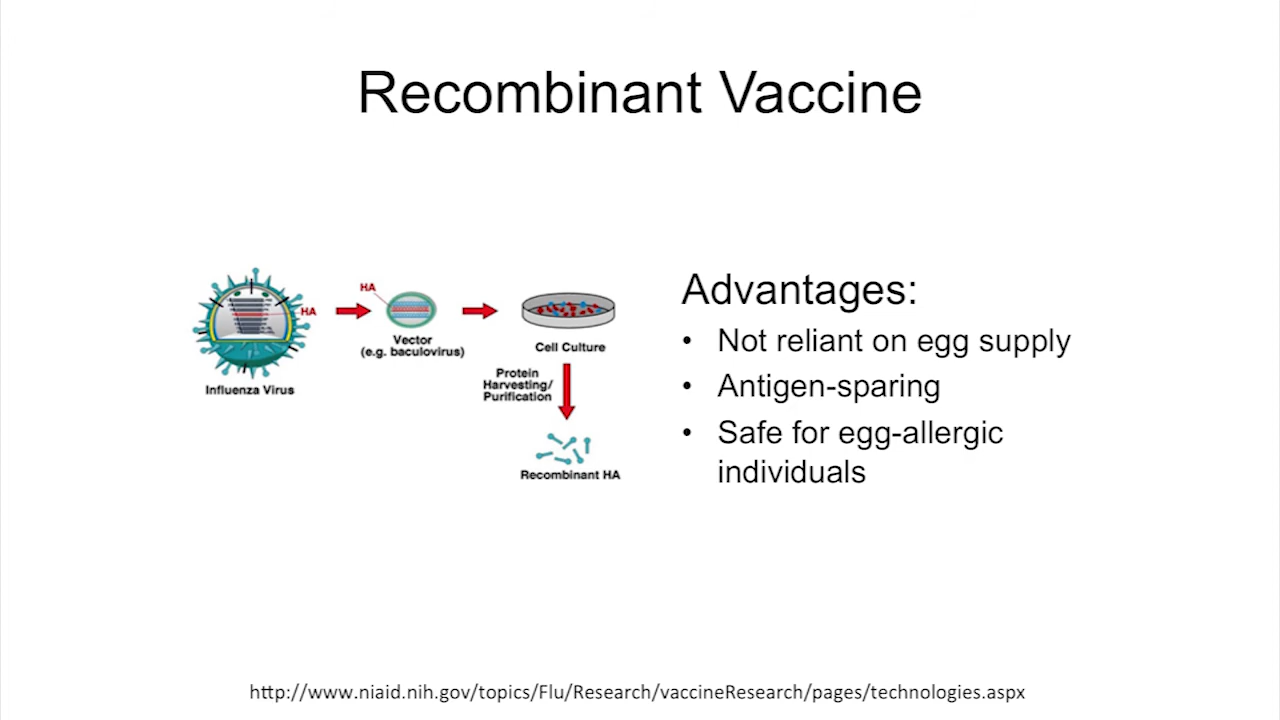 Recombinant Vaccine
HA
HA
Vector
(e.g. baculovirus)
Cell Culture
Influenza Virus
Protein
Harvesting/
Purification
Recombinant HA
Advantages:
• Not reliant on egg supply
• Antigen-sparing
• Safe for egg-allergic
individuals
http://www.niaid.nih.gov/topics/Flu/Research/vaccineResearch/pages/technologies.aspx